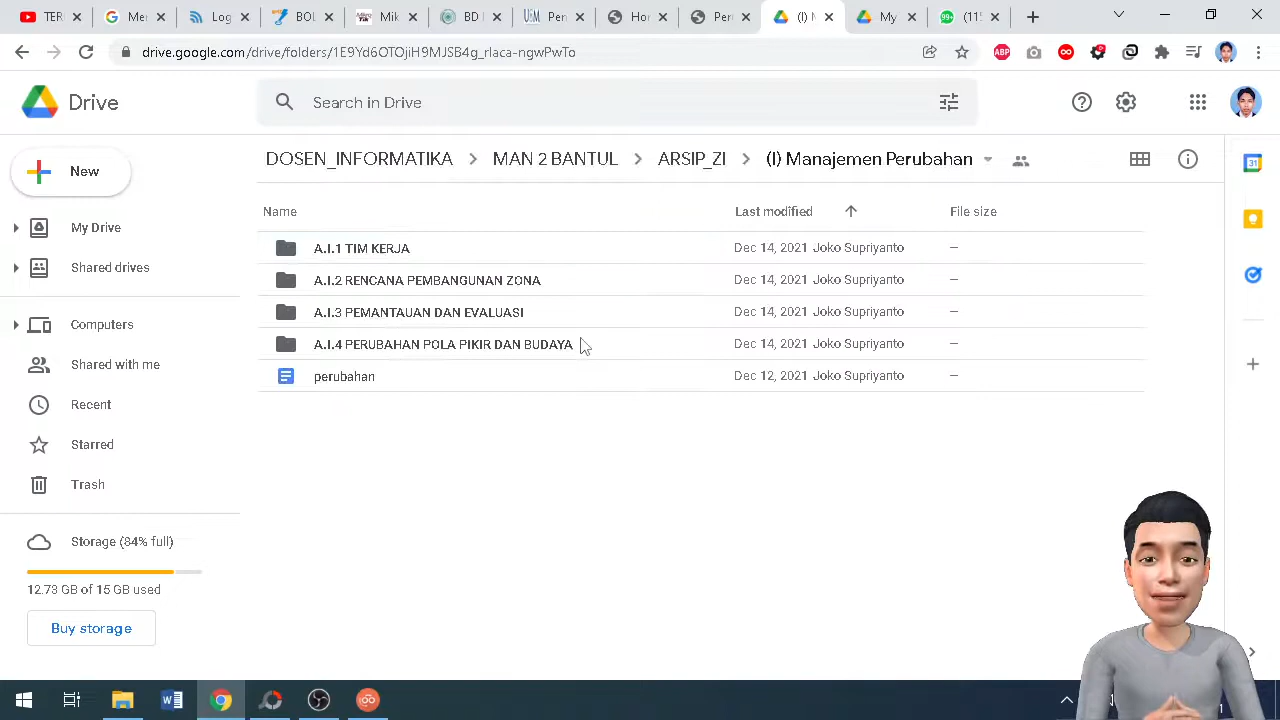 TER
Me
Log
BOL
Mik
BD I
Pen
Hor
Per
(I) M
My
(11
drive.google.com/drive/folders/
Drive
Search in Drive
New
My Drive
Shared drives
Computers
Shared with me
Recent
Starred
Trash
Storage (84% full)
12.73 GB of 15 GB used
Buy storage
DOSEN_INFORMATIKA
MAN 2 BANTUL
ARSIP_ZI
(I) Manajemen Perubahan
Name Last modified File size
A.I.1 TIM KERJA Dec 14, 2021 Joko Supriyanto —
A.I.2 RENCANA PEMBANGUNAN ZONA Dec 14, 2021 Joko Supriyanto —
A.I.3 PEMANTAUAN DAN EVALUASI Dec 14, 2021 Joko Supriyanto —
A.I.4 PERUBAHAN POLA PIKIR DAN BUDAYA Dec 14, 2021 Joko Supriyanto —
perubahan Dec 12, 2021 Joko Supriyanto —